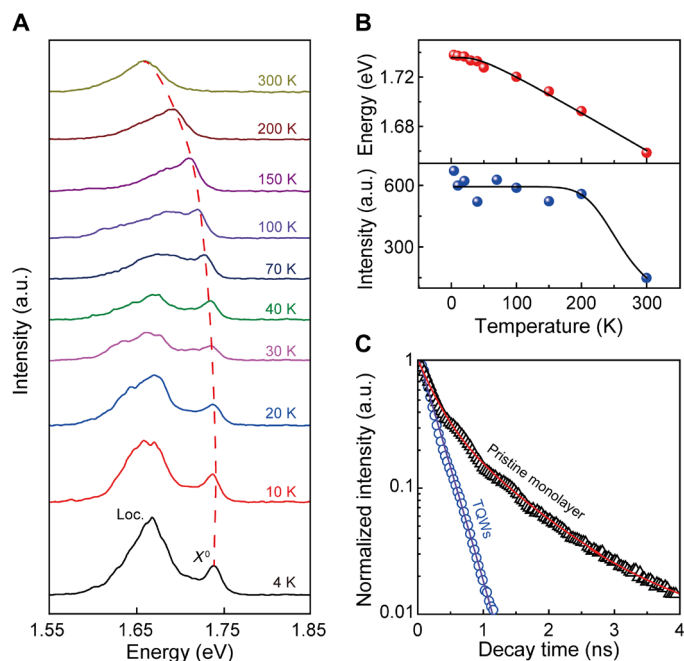 A
300 K
200 K
150 K
100 K
70 K
40 K
30 K
20 K
10 K
Loc.
X⁰
4 K
Intensity (a.u.)
1.55
1.65
1.75
1.85
Energy (eV)
B
1.72
1.68
Energy (eV)
600
300
Intensity (a.u.)
0
100
200
300
Temperature (K)
C
1
0.1
0.01
Normalized intensity (a.u.)
Pristine monolayer
TQWs
0
1
2
3
4
Decay time (ns)